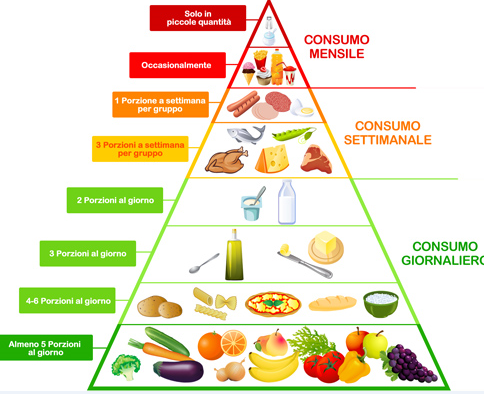 Solo in
piccole quantità
CONSUMO
MENSILE
Occasionalmente
1 Porzione a settimana
per gruppo
CONSUMO
SETTIMANALE
3 Porzioni a settimana
per gruppo
2 Porzioni al giorno
3 Porzioni al giorno
CONSUMO
GIORNALIERO
4-6 Porzioni al giorno
Almeno 5 Porzioni
al giorno